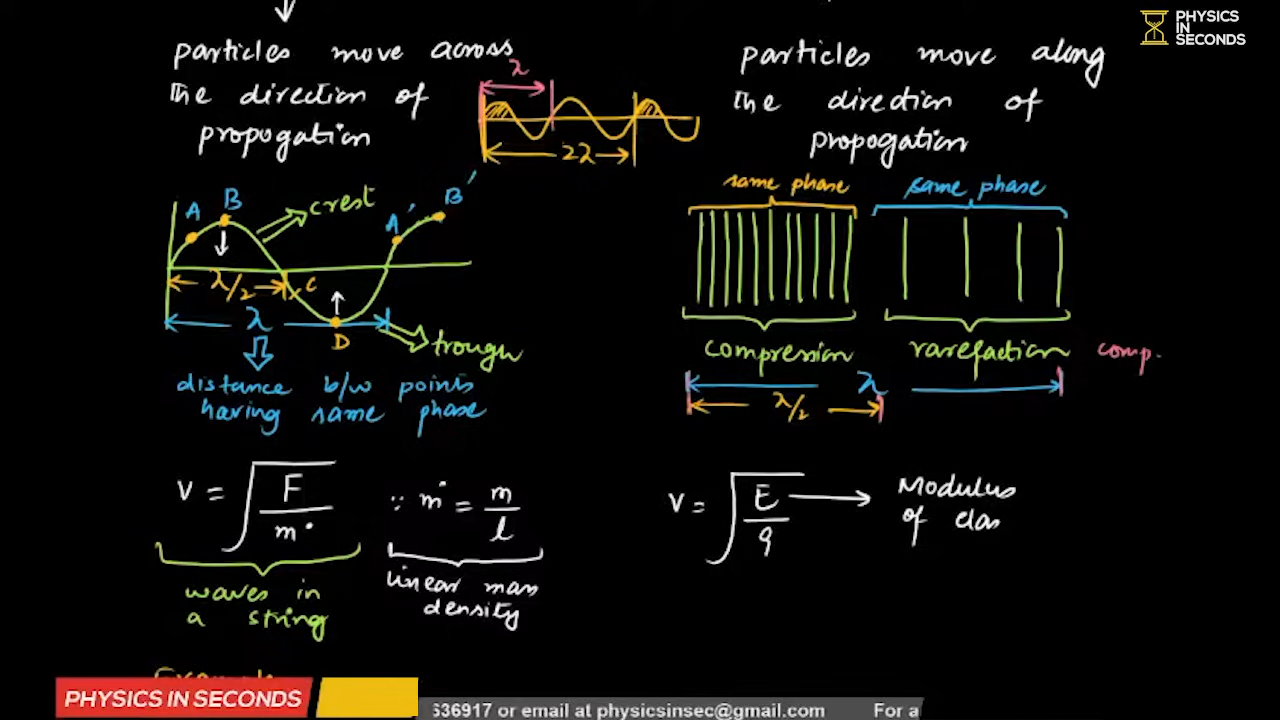 PHYSICS
IN
SECONDS
particles move across
the direction of
propogation
λ
2λ
particles move along
the direction of
propogation
A
B
crest
A'
B'
λ/2
C
λ
D
trough
distance b/w points
having same phase
same phase
same phase
compression
rarefaction
comp.
λ
λ/2
V = √F/m°
∵ m° = m/l
waves in
a string
linear mass
density
V = √E/ρ
Modulus
of elas
Example
PHYSICS IN SECONDS
636917 or email at physicsinsec@gmail.com For a